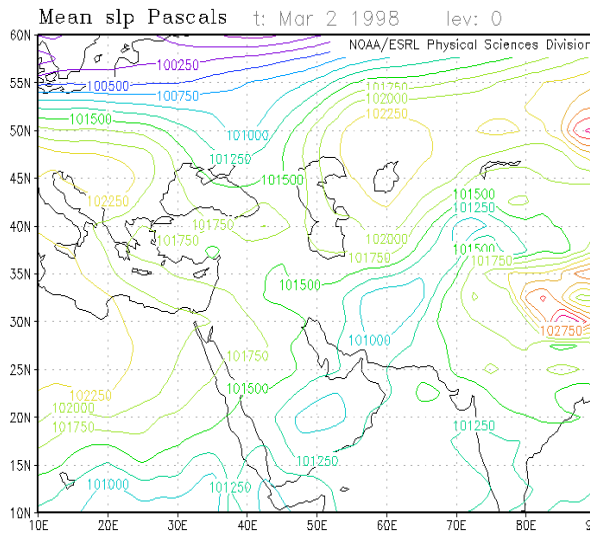 Mean slp Pascals t: Mar 2 1998 lev: 0
60N NOAA/ESRL Physical Sciences Division
100250
55N 100500 101250
100750 102000
102250
50N 101500 101000
101250
45N 101500
102250 101500
101250
40N 101750 102000 101500
101750 101750 101750
35N 101500
30N 101000 102750
101750
25N
102250 101500
20N 102000
101750 101250
15N 101250 101250
101000 101250
10N
10E 20E 30E 40E 50E 60E 70E 80E